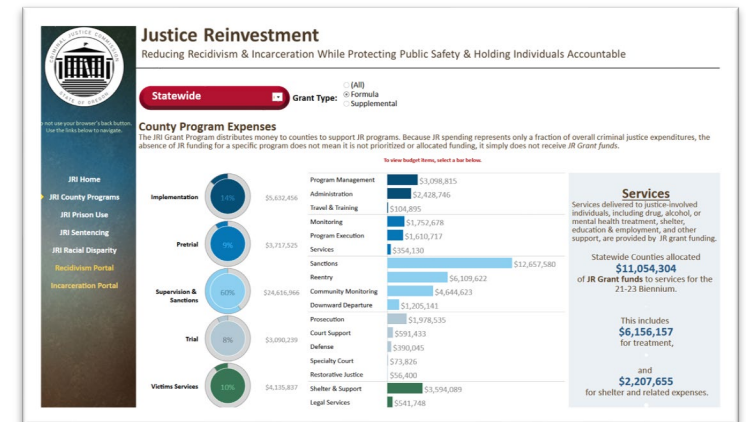 CRIMINAL JUSTICE COMMISSION
STATE OF OREGON
Justice Reinvestment
Reducing Recidivism & Incarceration While Protecting Public Safety & Holding Individuals Accountable
Statewide
Grant Type:
(All)
Formula
Supplemental
not use your browser's back button.
Use the links below to navigate.
JRI Home
JRI County Programs
JRI Prison Use
JRI Sentencing
JRI Racial Disparity
Recidivism Portal
Incarceration Portal
County Program Expenses
The JRI Grant Program distributes money to counties to support JR programs. Because JR spending represents only a fraction of overall criminal justice expenditures, the
absence of JR funding for a specific program does not mean it is not prioritized or allocated funding, it simply does not receive JR Grant funds.
To view budget items, select a bar below.
Implementation 14% $5,632,456
Pretrial 9% $3,717,525
Supervision &
Sanctions 60% $24,616,966
Trial 8% $3,090,239
Victims Services 10% $4,135,837
Program Management $3,098,815
Administration $2,428,746
Travel & Training $104,895
Monitoring $1,752,678
Program Execution $1,610,717
Services $354,130
Sanctions $12,657,580
Reentry $6,109,622
Community Monitoring $4,644,623
Downward Departure $1,205,141
Prosecution $1,978,535
Court Support $591,433
Defense $390,045
Specialty Court $73,826
Restorative Justice $56,400
Shelter & Support $3,594,089
Legal Services $541,748
Services
Services delivered to justice-involved
individuals, including drug, alcohol, or
mental health treatment, shelter,
education & employment, and other
support, are provided by JR grant funding.
Statewide Counties allocated
$11,054,304
of JR Grant funds to services for the
21-23 Biennium.
This includes
$6,156,157
for treatment,
and
$2,207,655
for shelter and related expenses.